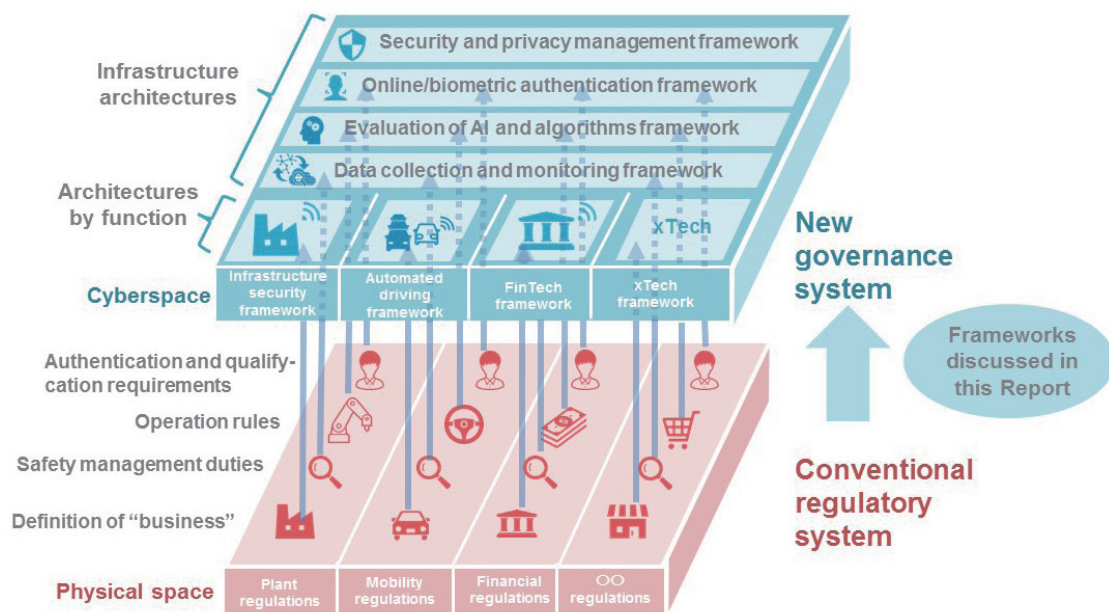 Security and privacy management framework
Infrastructure
architectures
Online/biometric authentication framework
Evaluation of AI and algorithms framework
Data collection and monitoring framework
Architectures
by function
xTech
New
governance
system
Cyberspace
Infrastructure
security
framework
Automated
driving
framework
FinTech
framework
xTech
framework
Frameworks
discussed in
this Report
Authentication and qualify-
cation requirements
Operation rules
Safety management duties
Definition of “business”
Conventional
regulatory
system
Physical space
Plant
regulations
Mobility
regulations
Financial
regulations
〇〇
regulations